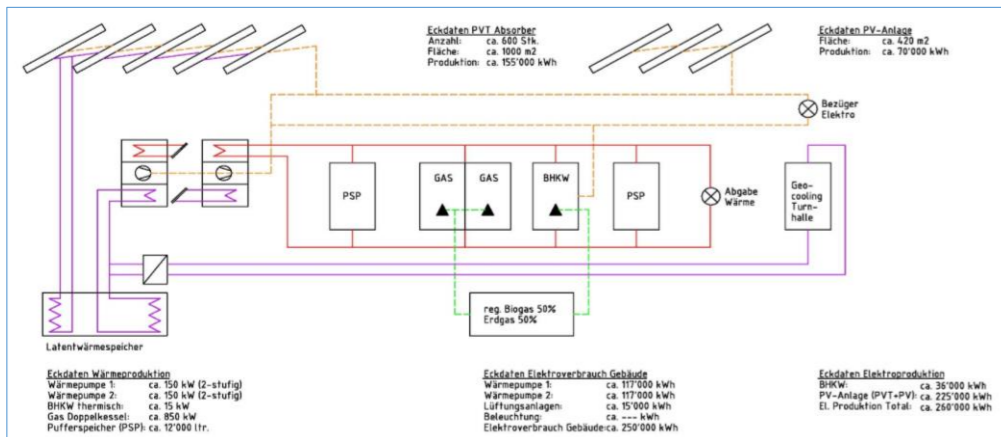 Eckdaten PVT Absorber
Anzahl: ca. 600 Stk.
Fläche: ca. 1000 m2
Produktion: ca. 155'000 kWh
Eckdaten PV-Anlage
Fläche: ca. 420 m2
Produktion: ca. 70'000 kWh
Bezüger
Elektro
PSP
GAS
GAS
BHKW
PSP
Abgabe
Wärme
Geo-
cooling
Turn-
halle
reg. Biogas 50%
Erdgas 50%
Latentwärmespeicher
Eckdaten Wärmeproduktion
Wärmepumpe 1: ca. 150 kW (2-stufig)
Wärmepumpe 2: ca. 150 kW (2-stufig)
BHKW thermisch: ca. 15 kW
Gas Doppelkessel: ca. 850 kW
Pufferspeicher (PSP): ca. 12'000 ltr.
Eckdaten Elektroverbrauch Gebäude
Wärmepumpe 1: ca. 117'000 kWh
Wärmepumpe 2: ca. 117'000 kWh
Lüftungsanlagen: ca. 15'000 kWh
Beleuchtung: ca. --- kWh
Elektroverbrauch Gebäude: ca. 250'000 kWh
Eckdaten Elektroproduktion
BHKW: ca. 36'000 kWh
PV-Anlage (PVT+PV): ca. 225'000 kWh
El. Produktion Total: ca. 260'000 kWh